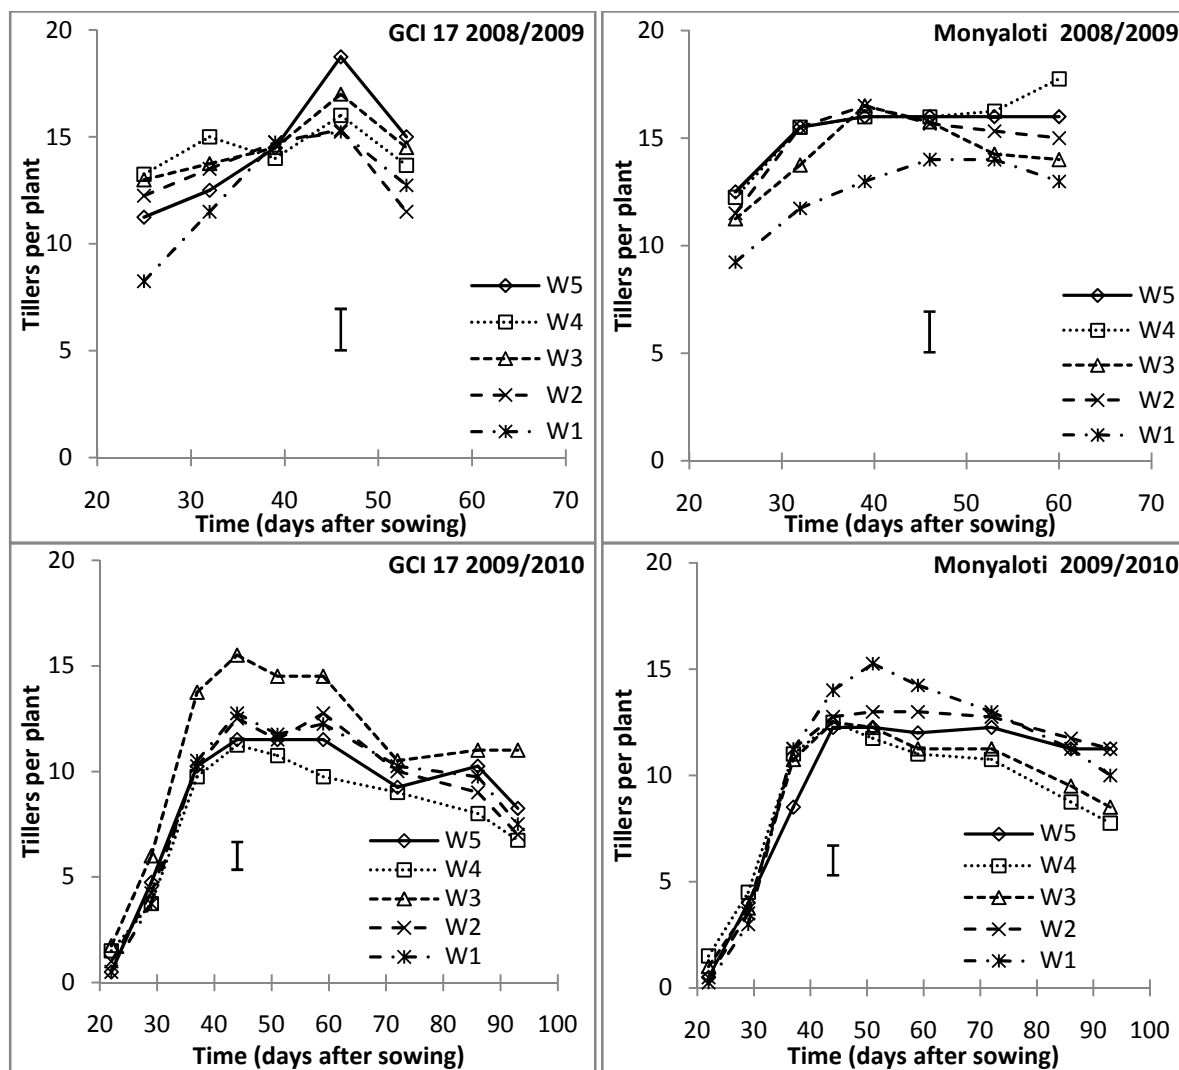 GCI 17 2008/2009
Tillers per plant
20
15
10
5
0
W5
W4
W3
W2
W1
20 30 40 50 60 70
Time (days after sowing)
Monyaloti 2008/2009
Tillers per plant
20
15
10
5
0
W5
W4
W3
W2
W1
20 30 40 50 60 70
Time (days after sowing)
GCI 17 2009/2010
Tillers per plant
20
15
10
5
0
W5
W4
W3
W2
W1
20 30 40 50 60 70 80 90 100
Time (days after sowing)
Monyaloti 2009/2010
Tillers per plant
20
15
10
5
0
W5
W4
W3
W2
W1
20 30 40 50 60 70 80 90 100
Time (days after sowing)